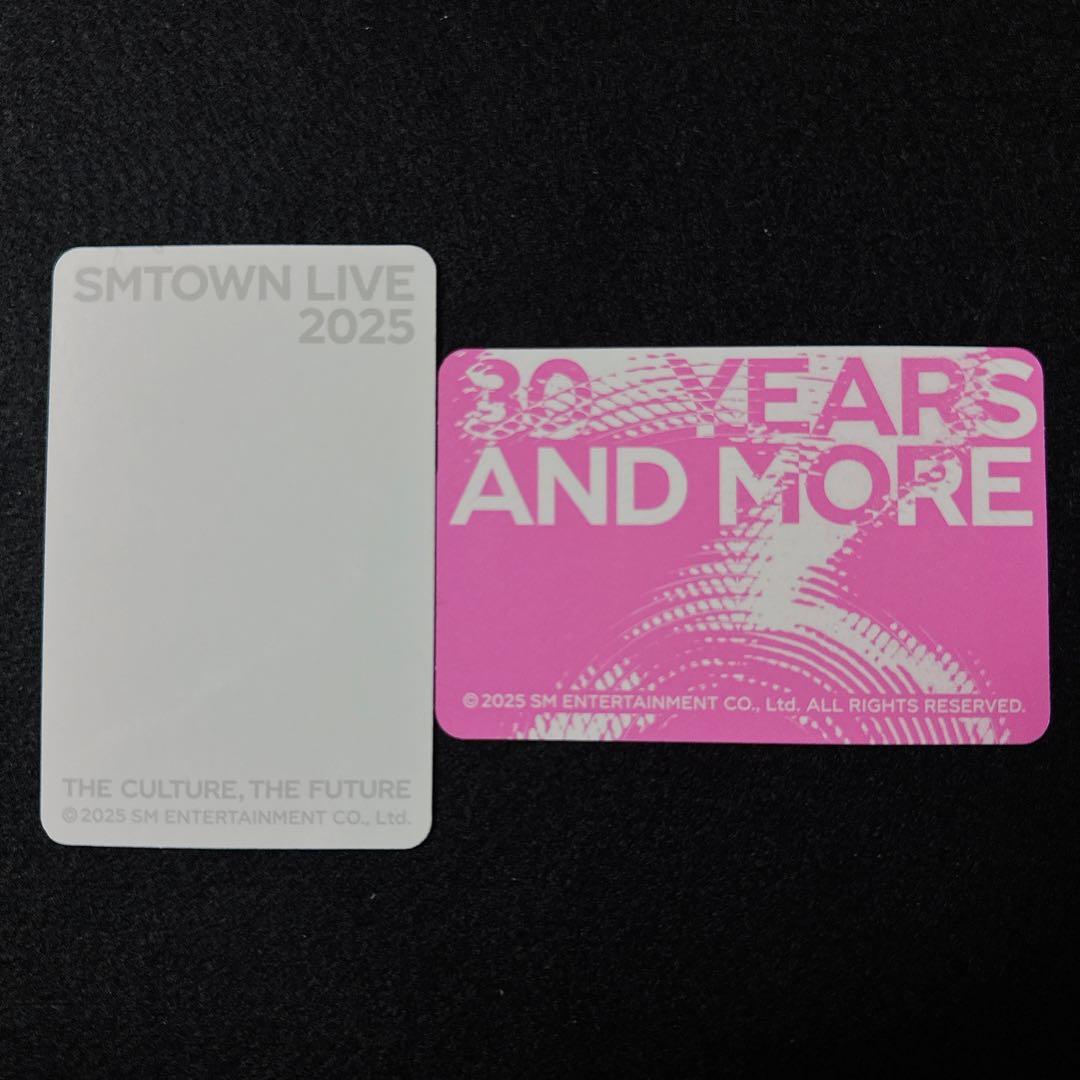 SMTOWN LIVE
2025
THE CULTURE, THE FUTURE
© 2025 SM ENTERTAINMENT CO., Ltd.
30 YEARS
AND MORE
© 2025 SM ENTERTAINMENT CO., Ltd. ALL RIGHTS RESERVED.